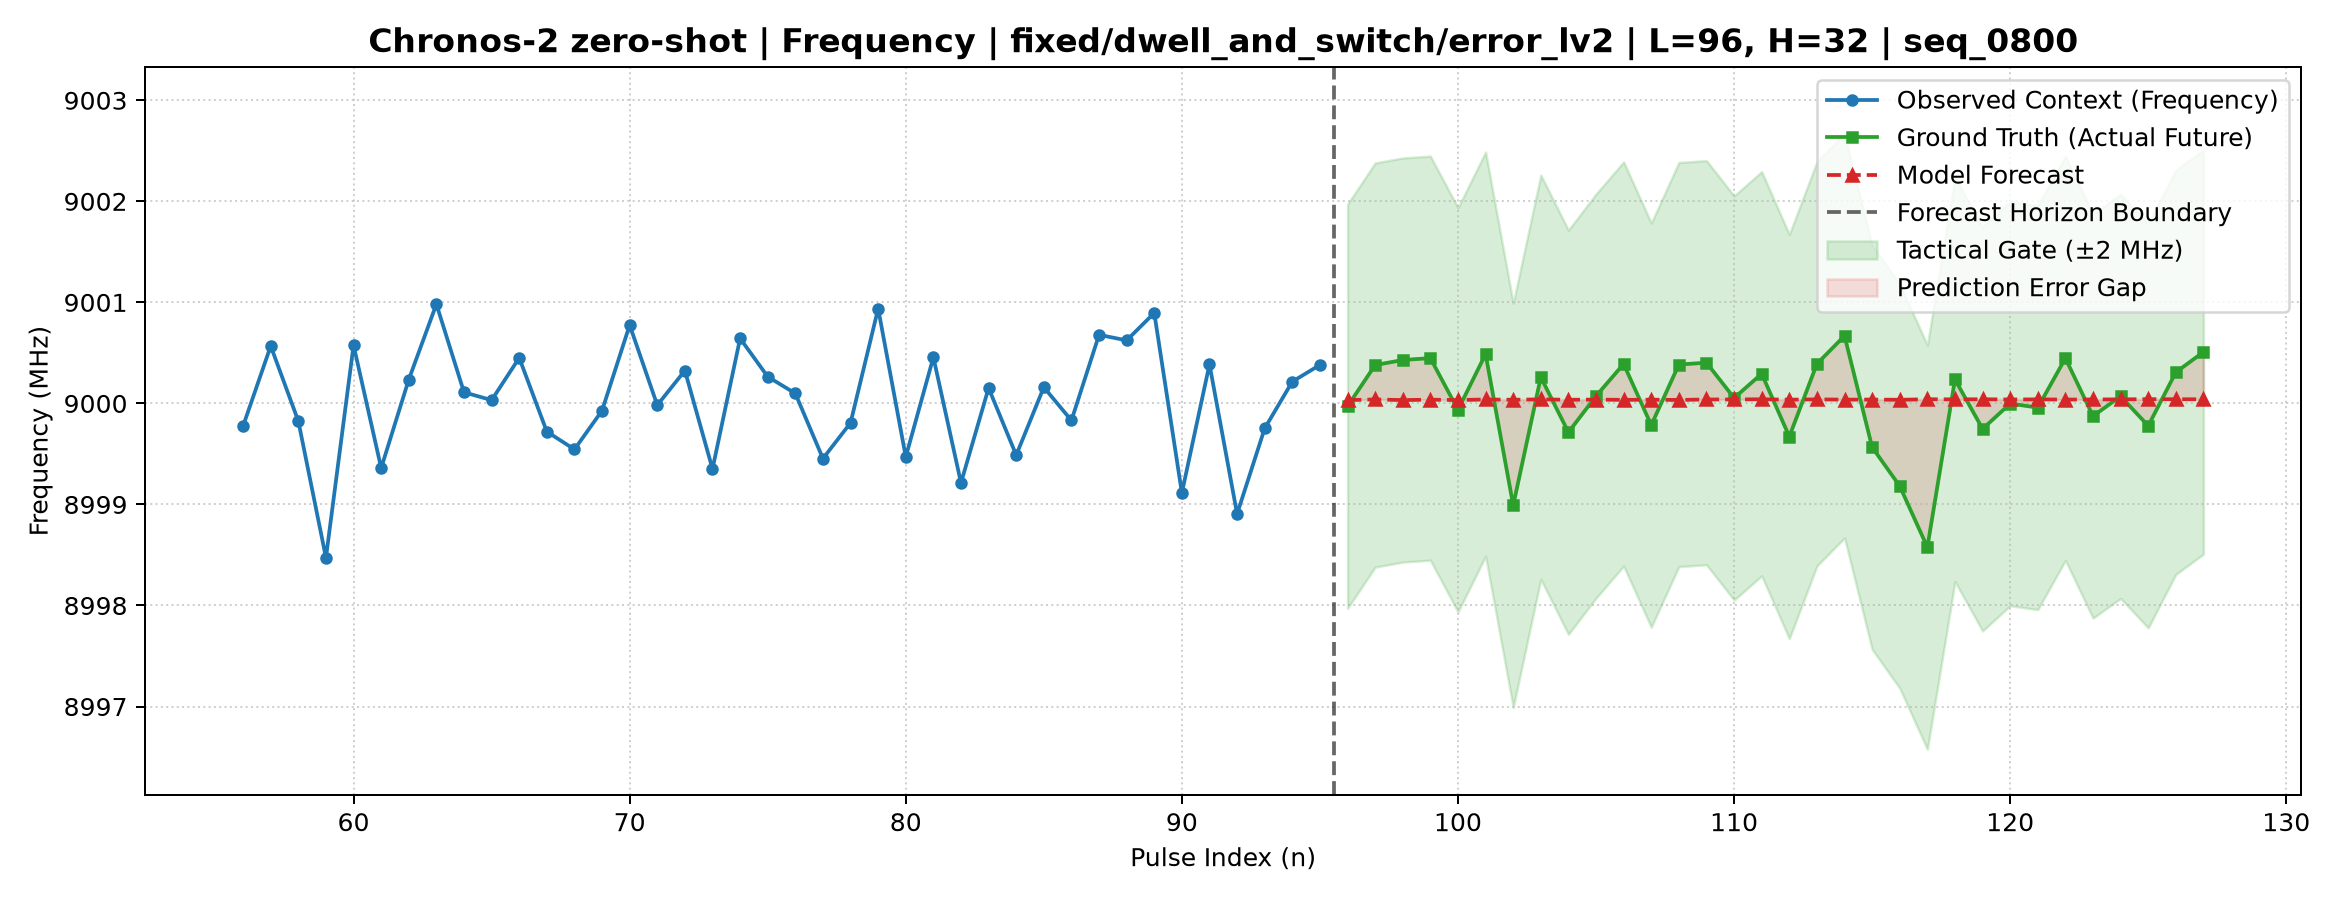 Chronos-2 zero-shot | Frequency | fixed/dwell_and_switch/error_lv2 | L=96, H=32 | seq_0800
Observed Context (Frequency)
Ground Truth (Actual Future)
Model Forecast
Forecast Horizon Boundary
Tactical Gate (±2 MHz)
Prediction Error Gap
Frequency (MHz)
9003
9002
9001
9000
8999
8998
8997
60 70 80 90 100 110 120 130
Pulse Index (n)